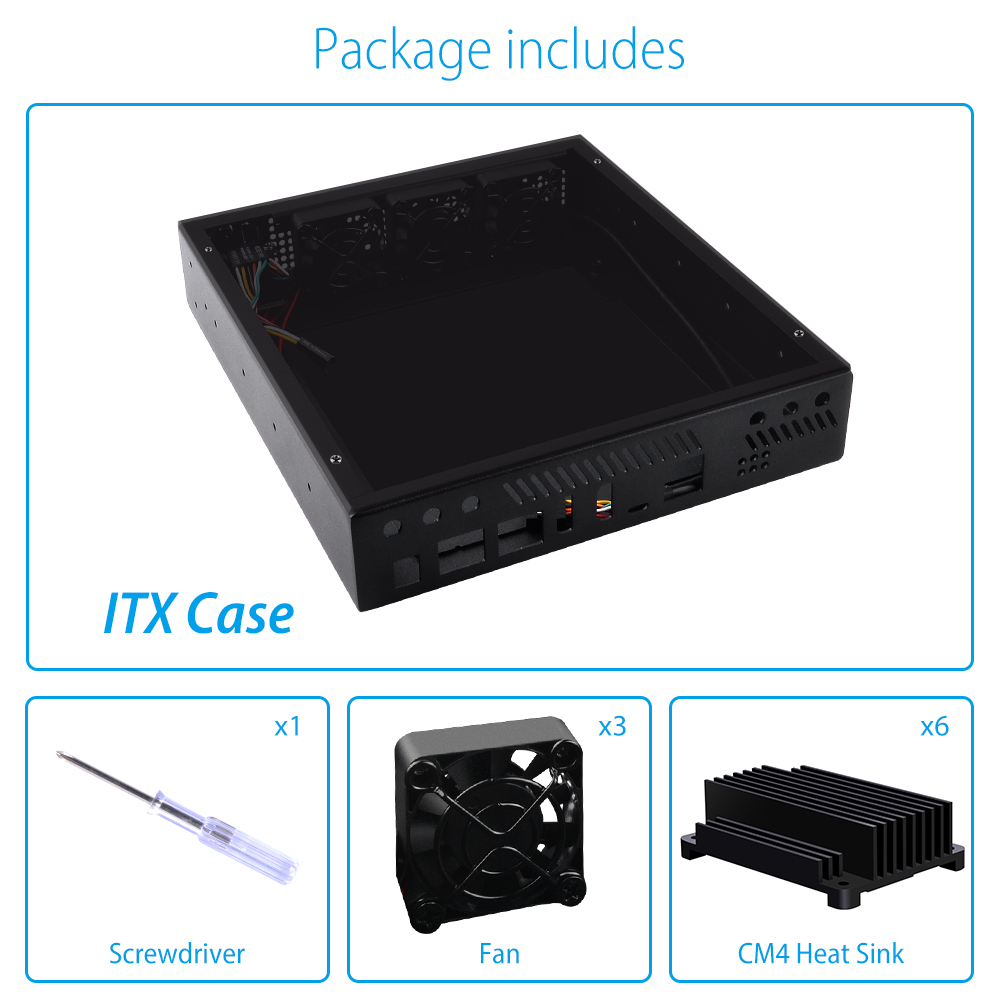 Package includes
ITX Case
x1
Screwdriver
x3
Fan
x6
CM4 Heat Sink